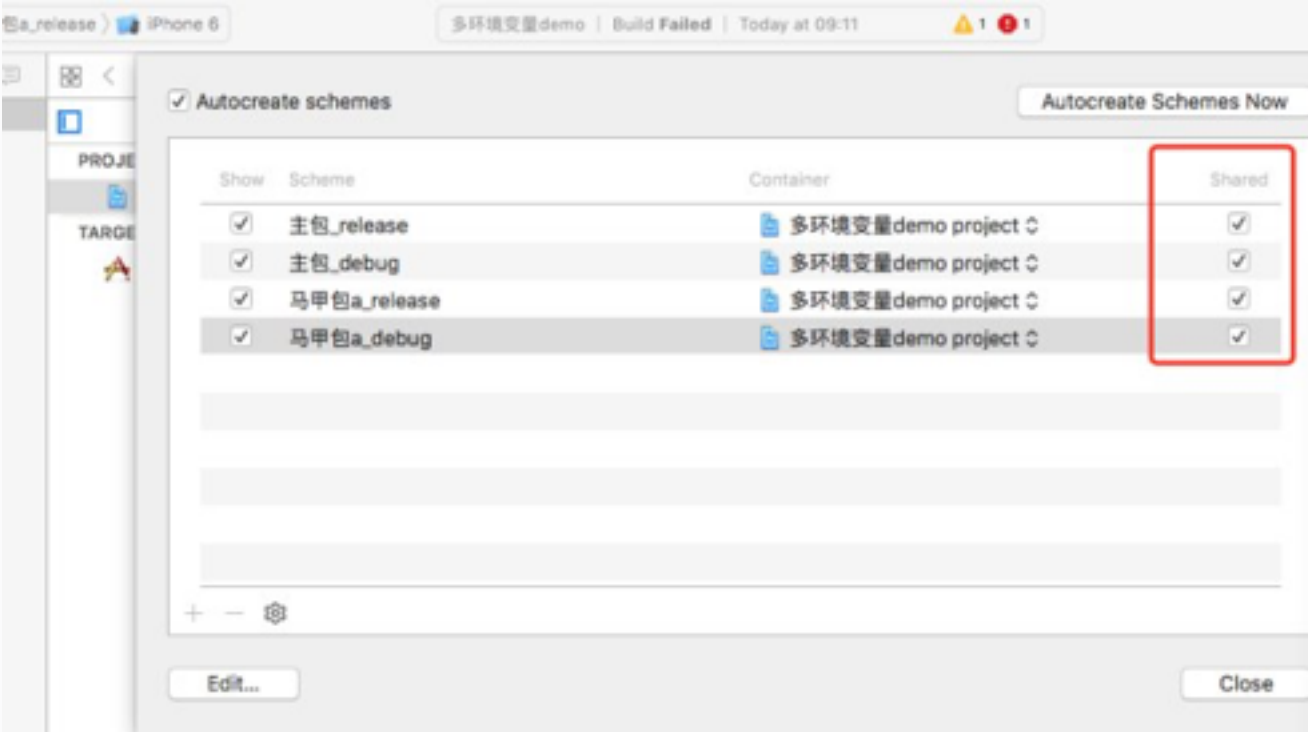 包a_release 〉 iPhone 6
多环境变量demo | Build Failed | Today at 09:11 1 1
Autocreate schemes
Autocreate Schemes Now
PROJE
TARGE
Show Scheme Container Shared
主包_release 多环境变量demo project
主包_debug 多环境变量demo project
马甲包a_release 多环境变量demo project
马甲包a_debug 多环境变量demo project
Edit...
Close